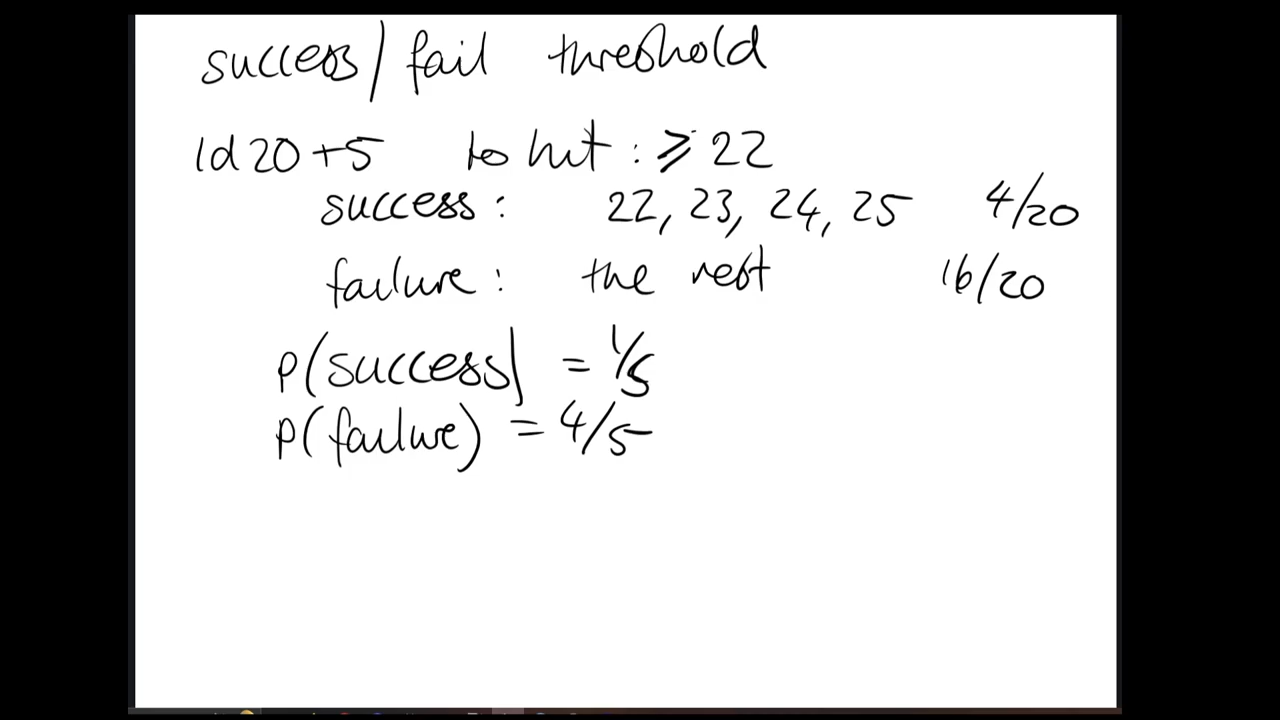 success/fail threshold
1d20+5 to hit: ⩾22
success: 22, 23, 24, 25 4/20
failure: the rest 16/20
p(success) = 1/5
p(failure) = 4/5